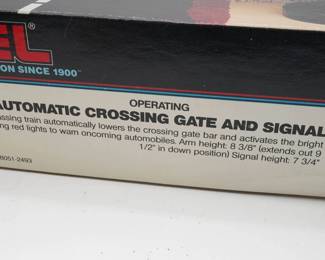 EL®
ON SINCE 1900™
OPERATING
AUTOMATIC CROSSING GATE AND SIGNAL
ssing train automatically lowers the crossing gate bar and activates the bright
ng red lights to warn oncoming automobiles. Arm height: 8 3/8" (extends out 9
1/2" in down position) Signal height: 7 3/4"
8051-2493